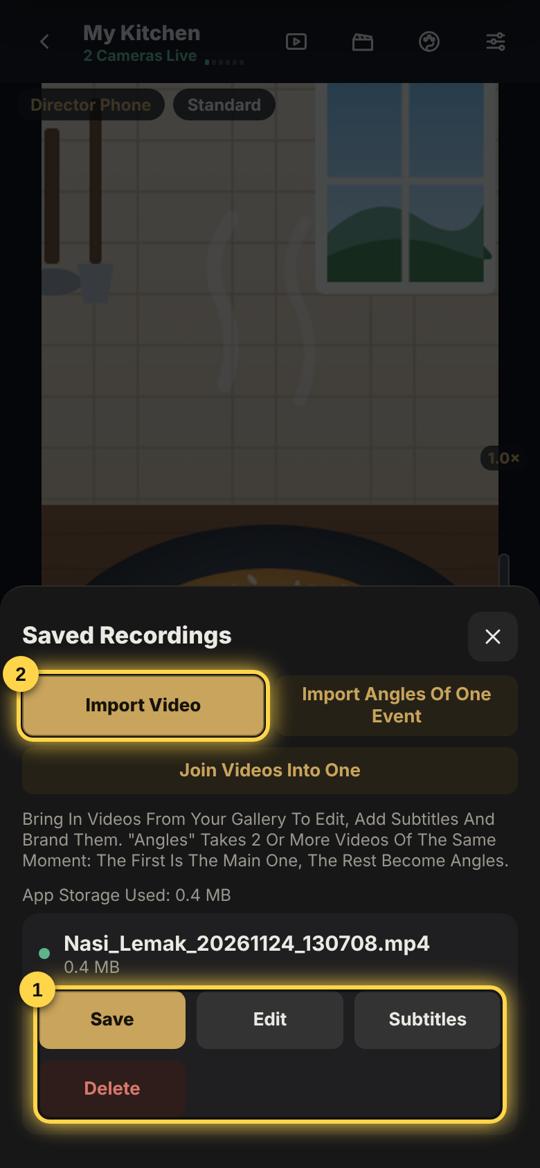 My Kitchen
2 Cameras Live
Director Phone
Standard
1.0×
Saved Recordings
2
Import Video
Import Angles Of One
Event
Join Videos Into One
Bring In Videos From Your Gallery To Edit, Add Subtitles And
Brand Them. "Angles" Takes 2 Or More Videos Of The Same
Moment: The First Is The Main One, The Rest Become Angles.
App Storage Used: 0.4 MB
Nasi_Lemak_20261124_130708.mp4
0.4 MB
1
Save
Edit
Subtitles
Delete